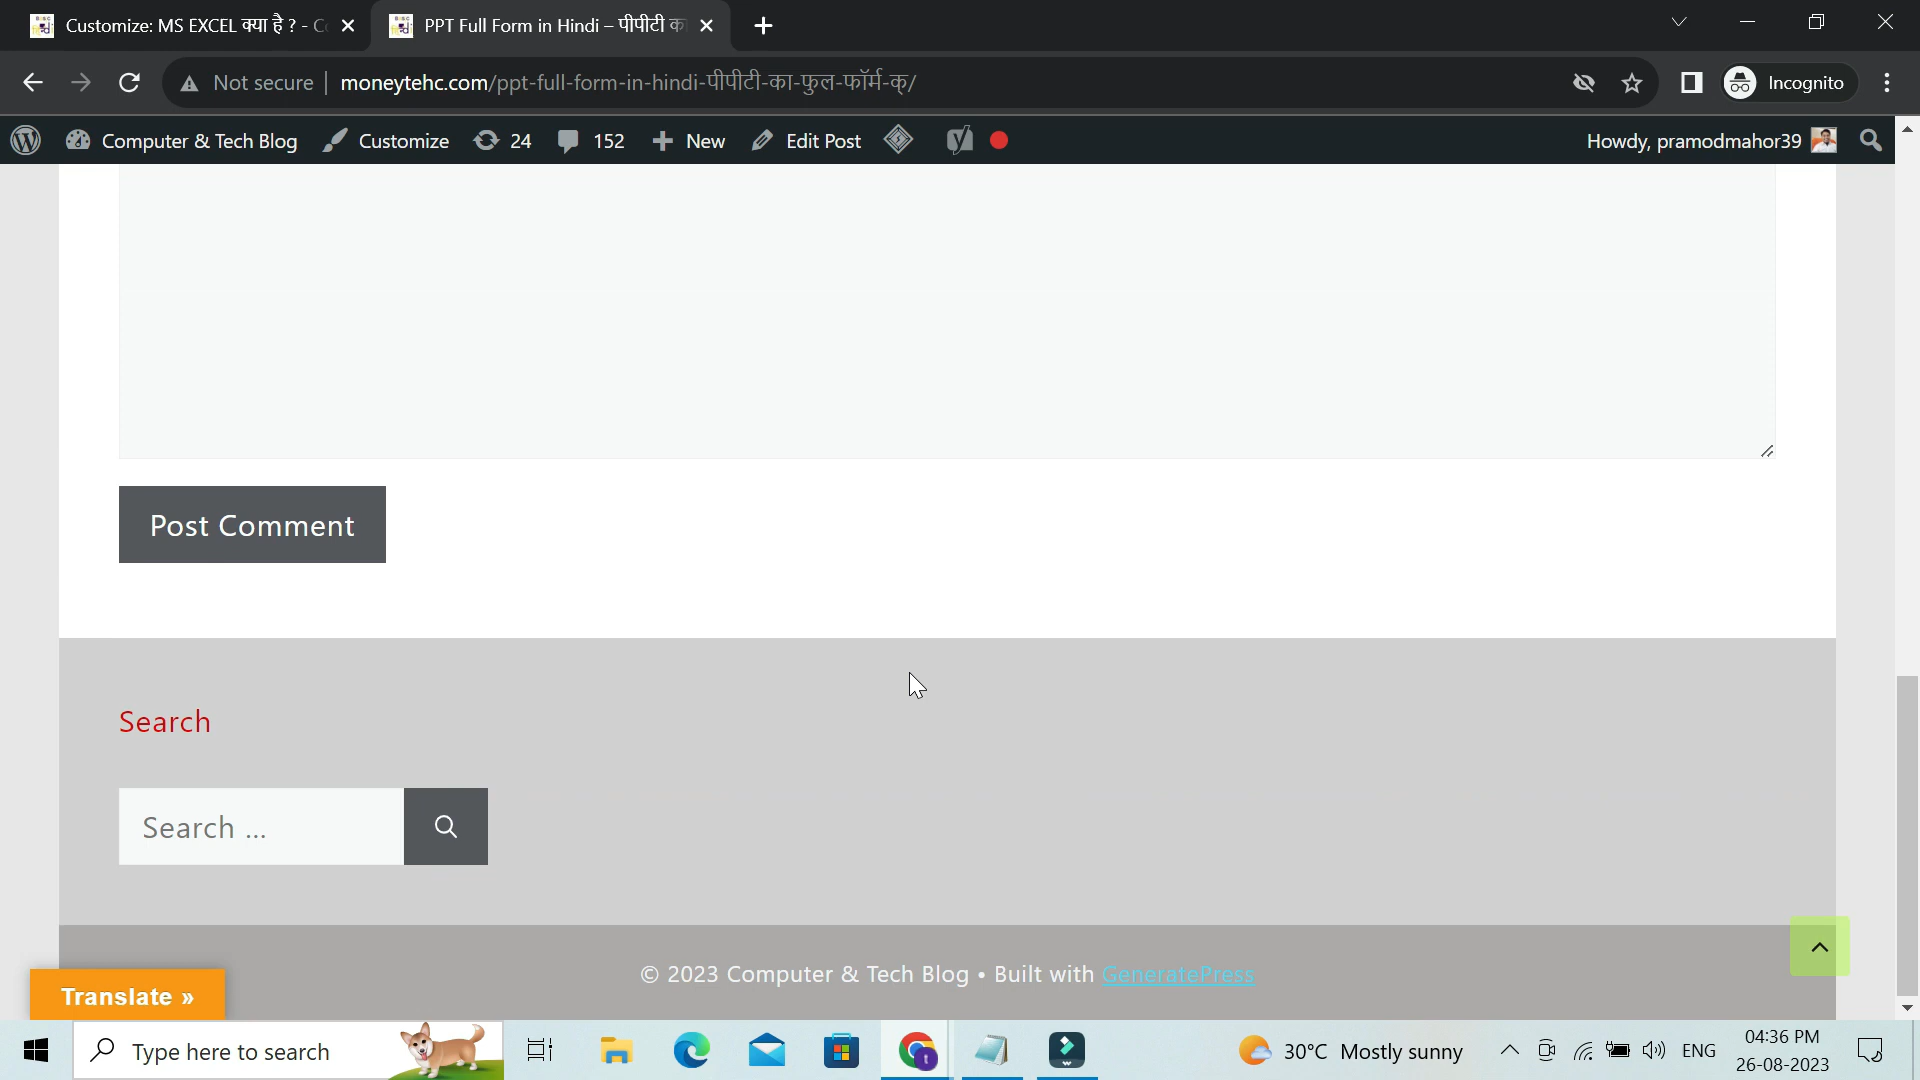 Customize: MS EXCEL क्या है ? - C
PPT Full Form in Hindi – पीपीटी क
Not secure
moneytehc.com/ppt-full-form-in-hindi-पीपीटी-का-फुल-फॉर्म-क्/
Incognito
Computer & Tech Blog
Customize
24
152
New
Edit Post
Howdy, pramodmahor39
Post Comment
Search
Search ...
© 2023 Computer & Tech Blog • Built with GeneratePress
Translate »
Type here to search
30°C Mostly sunny
ENG
04:36 PM
26-08-2023